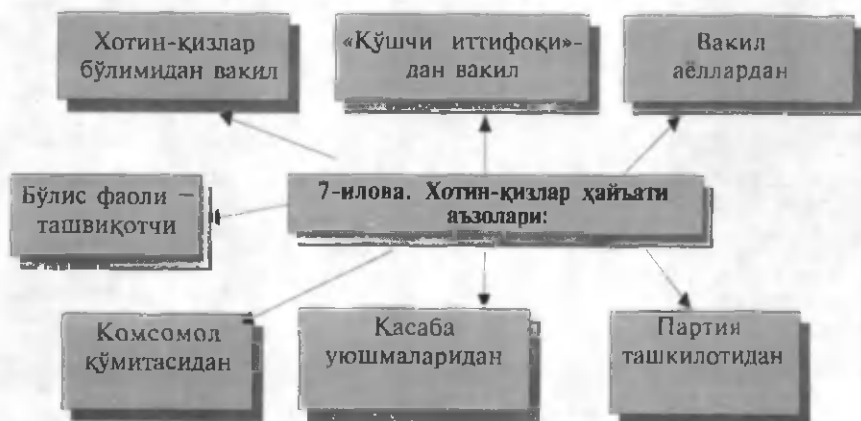 Хотин-қизлар
бўлимидан вакил
«Қўшчи иттифоқи»-
дан вакил
Вакил
аёллардан
Бўлис фаоли —
ташвиқотчи
7-илова. Хотин-қизлар ҳайъати
аъзолари:
Комсомол
қўмитасидан
Касаба
уюшмаларидан
Партия
ташкилотидан